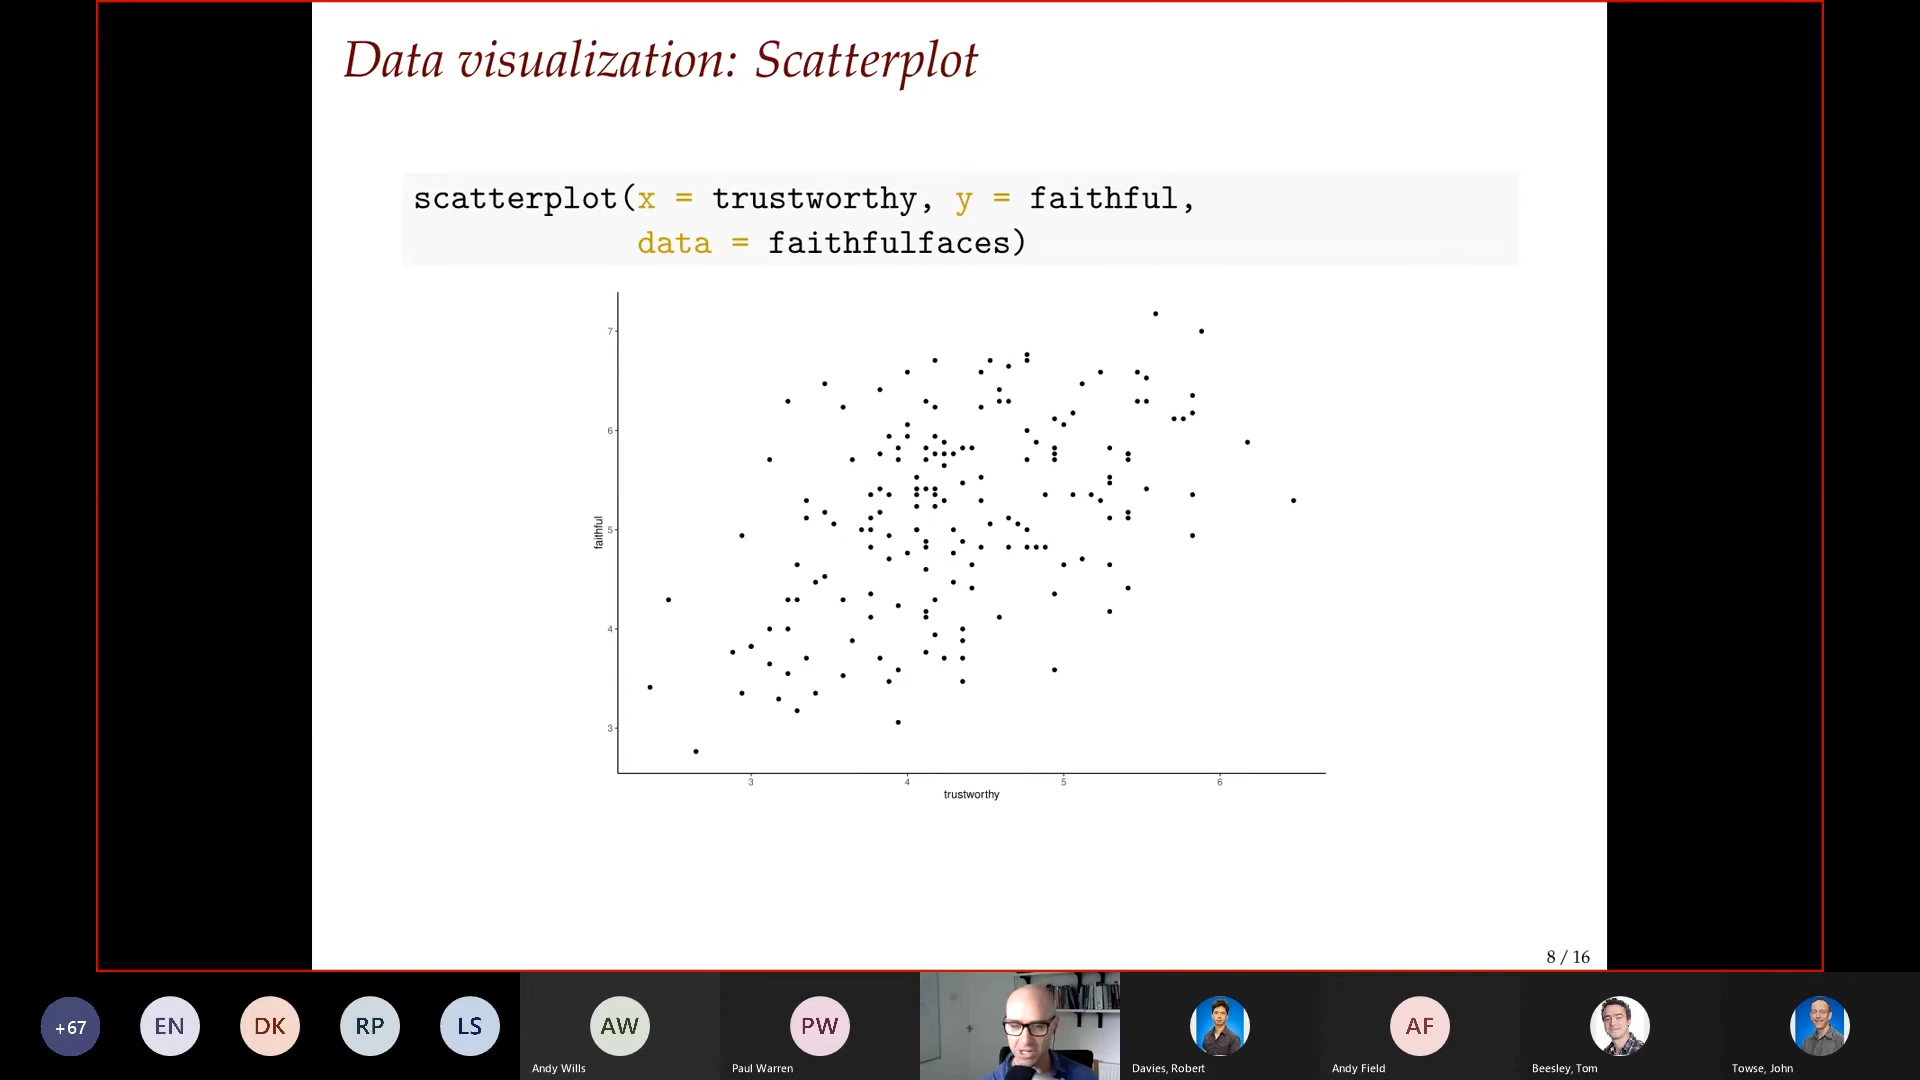 Data visualization: Scatterplot
scatterplot(x = trustworthy, y = faithful,
data = faithfulfaces)
7
6
5
4
3
faithful
3 4 5 6
trustworthy
8 / 16
+67 EN DK RP LS AW PW AF
Andy Wills Paul Warren Davies, Robert Andy Field Beesley, Tom Towse, John